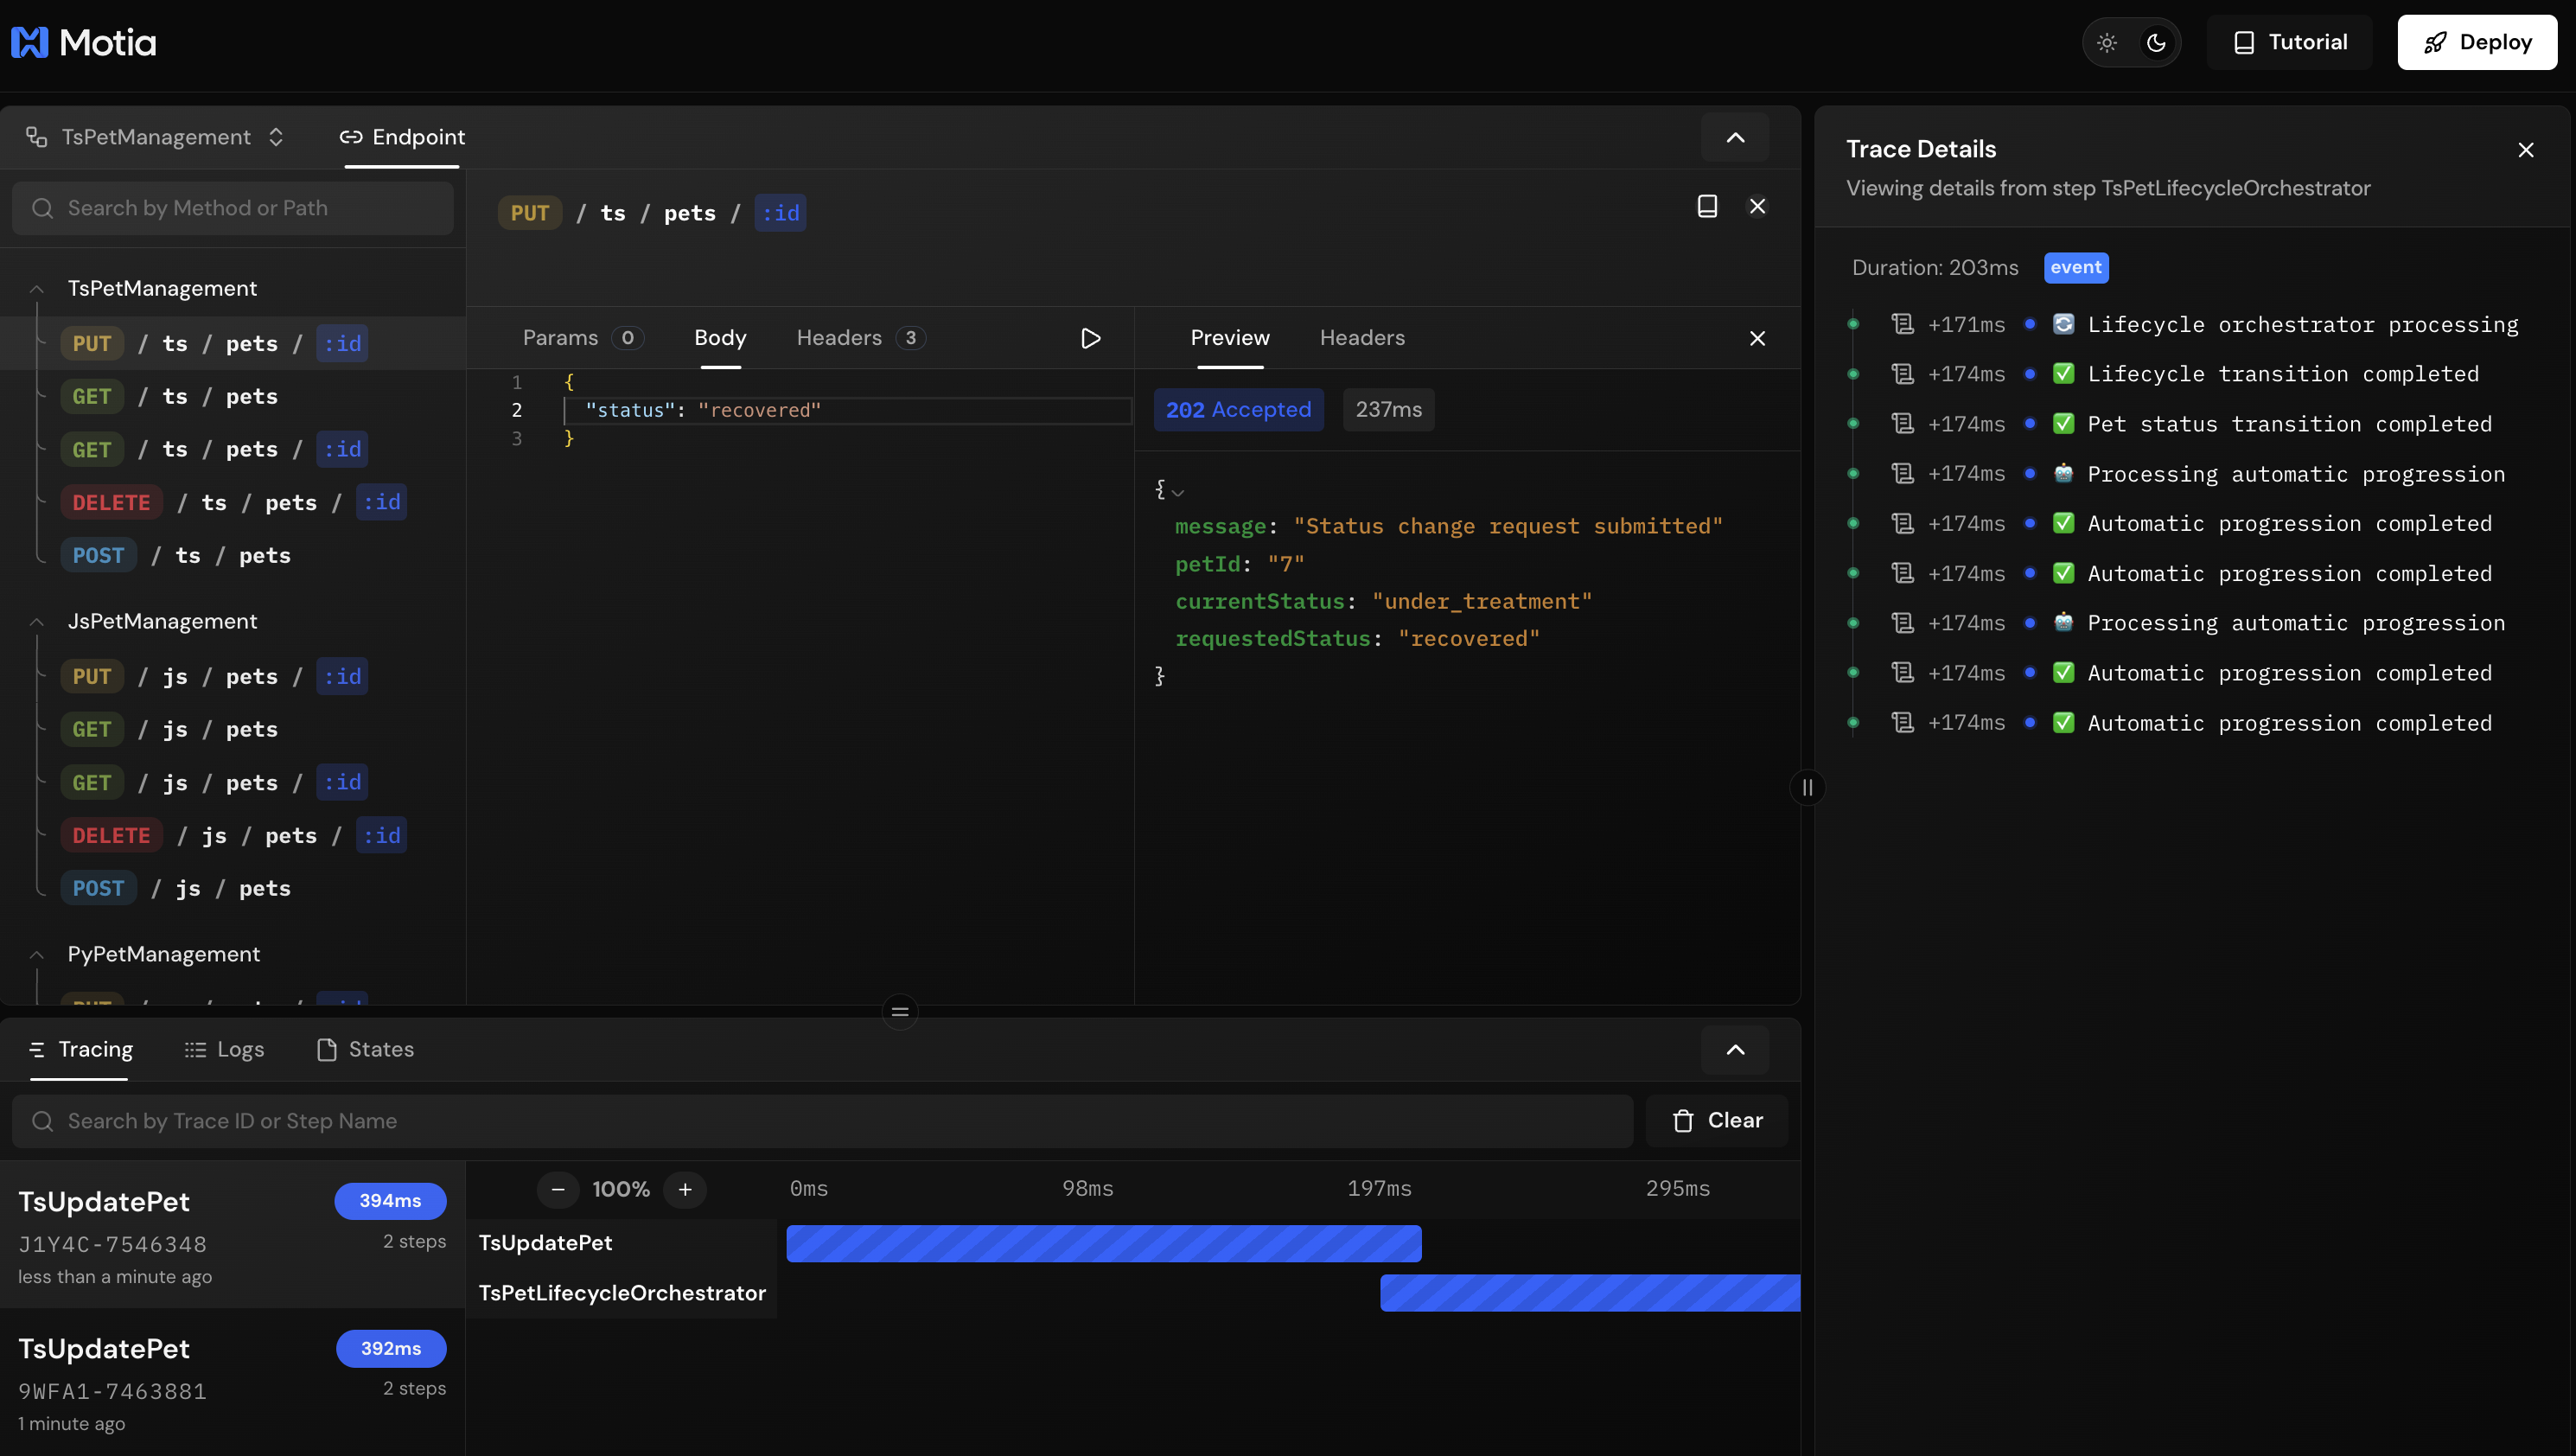 Motia
Tutorial
Deploy
TsPetManagement
Endpoint
Search by Method or Path
TsPetManagement
PUT / ts / pets / :id
GET / ts / pets
GET / ts / pets / :id
DELETE / ts / pets / :id
POST / ts / pets
JsPetManagement
PUT / js / pets / :id
GET / js / pets
GET / js / pets / :id
DELETE / js / pets / :id
POST / js / pets
PyPetManagement
PUT / ts / pets / :id
Params 0 Body Headers 3
1 {
2 "status": "recovered"
3 }
Preview Headers
202 Accepted 237ms
{
message: "Status change request submitted"
petId: "7"
currentStatus: "under_treatment"
requestedStatus: "recovered"
}
Trace Details
Viewing details from step TsPetLifecycleOrchestrator
Duration: 203ms event
+171ms 🔄 Lifecycle orchestrator processing
+174ms ✅ Lifecycle transition completed
+174ms ✅ Pet status transition completed
+174ms 🤖 Processing automatic progression
+174ms ✅ Automatic progression completed
+174ms ✅ Automatic progression completed
+174ms 🤖 Processing automatic progression
+174ms ✅ Automatic progression completed
+174ms ✅ Automatic progression completed
Tracing Logs States
Search by Trace ID or Step Name
Clear
TsUpdatePet 394ms
J1Y4C-7546348 2 steps
less than a minute ago
TsUpdatePet 392ms
9WFA1-7463881 2 steps
1 minute ago
− 100% + 0ms 98ms 197ms 295ms
TsUpdatePet
TsPetLifecycleOrchestrator